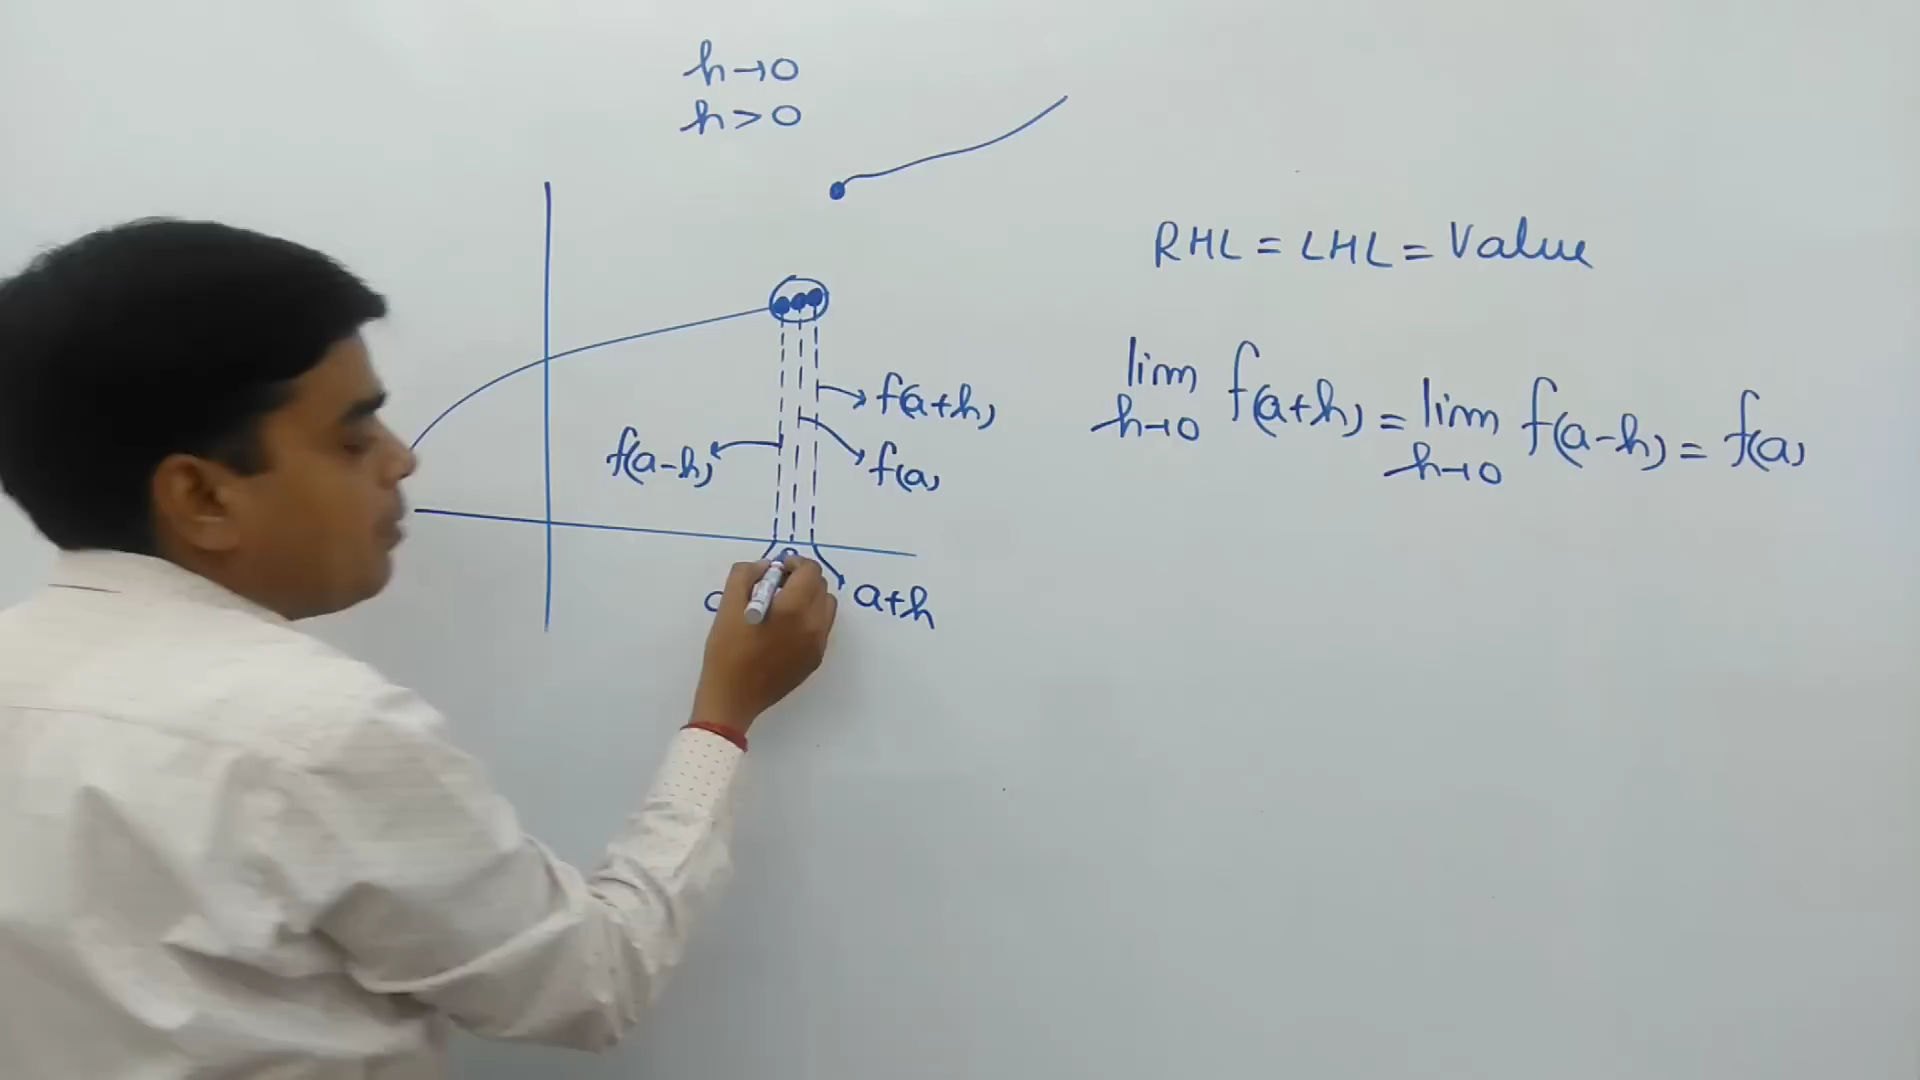 h→0
h>0
RHL = LHL = Value
lim h→0 f(a+h) = lim h→0 f(a-h) = f(a)
f(a+h)
f(a-h)
f(a)
a+h